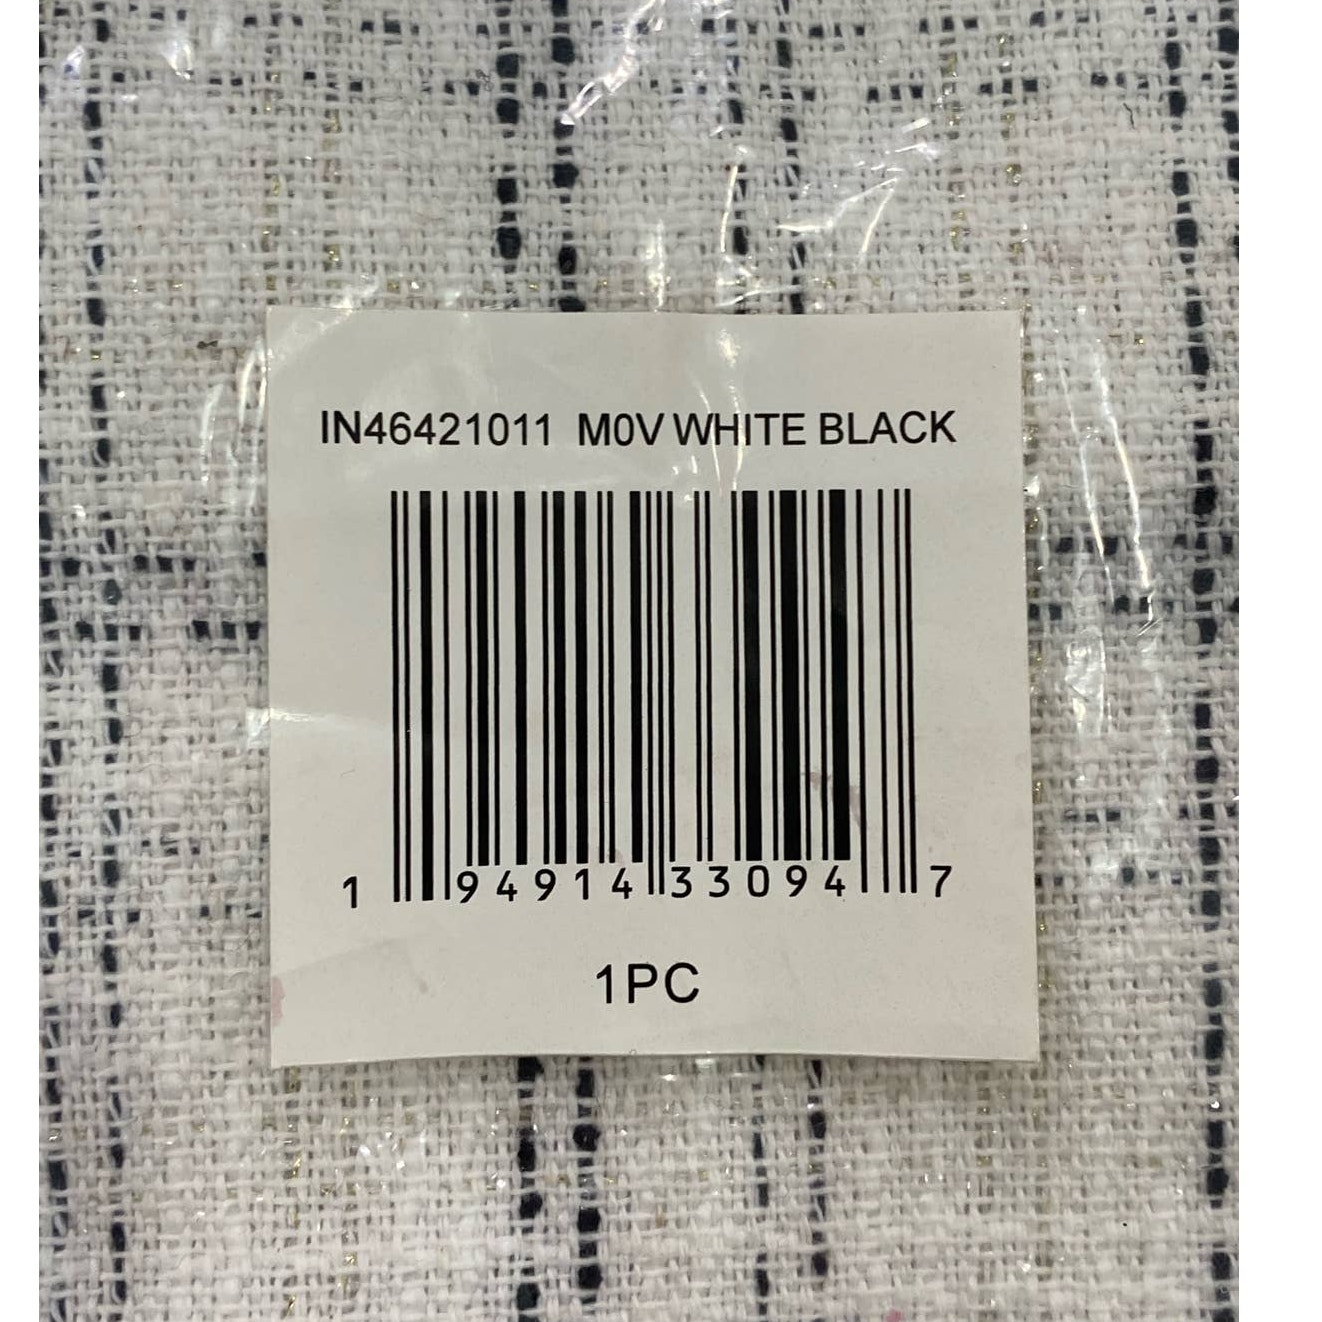 IN46421011 M0V WHITE BLACK
1 94914 33094 7
1PC